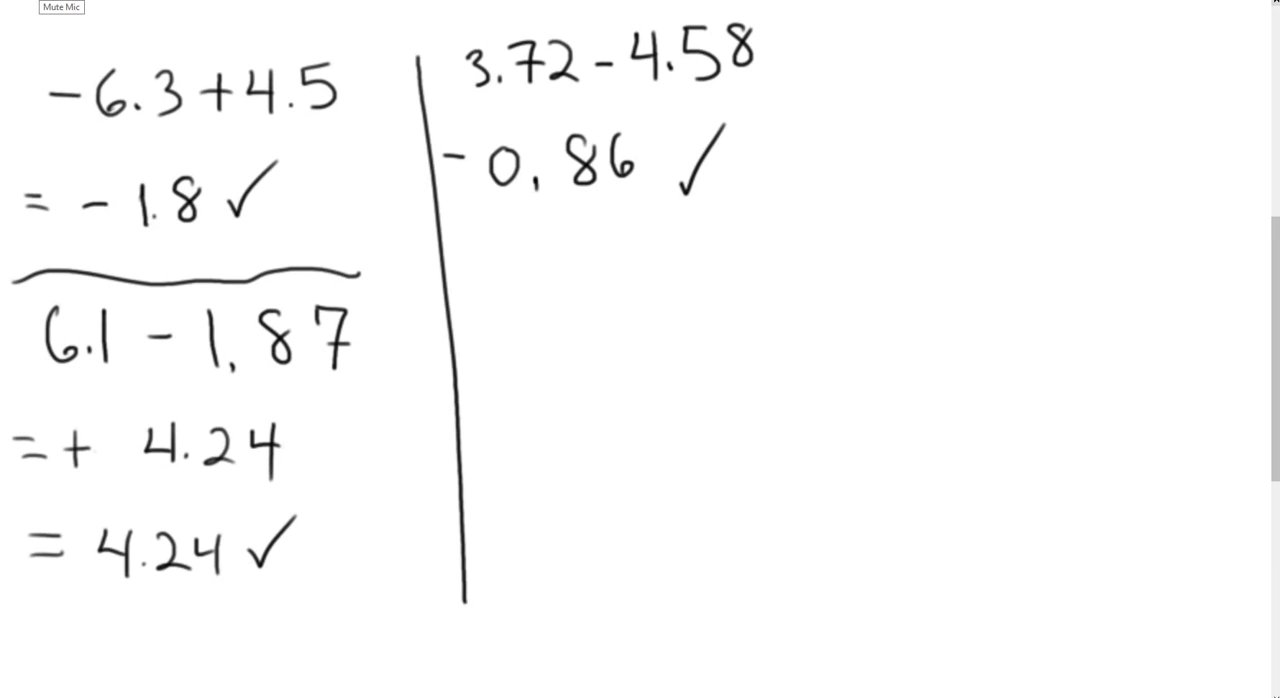 Mute Mic
-6.3+4.5
= - 1.8 ✓
6.1 - 1.87
= + 4.24
= 4.24 ✓
3.72 - 4.58
- 0.86 ✓